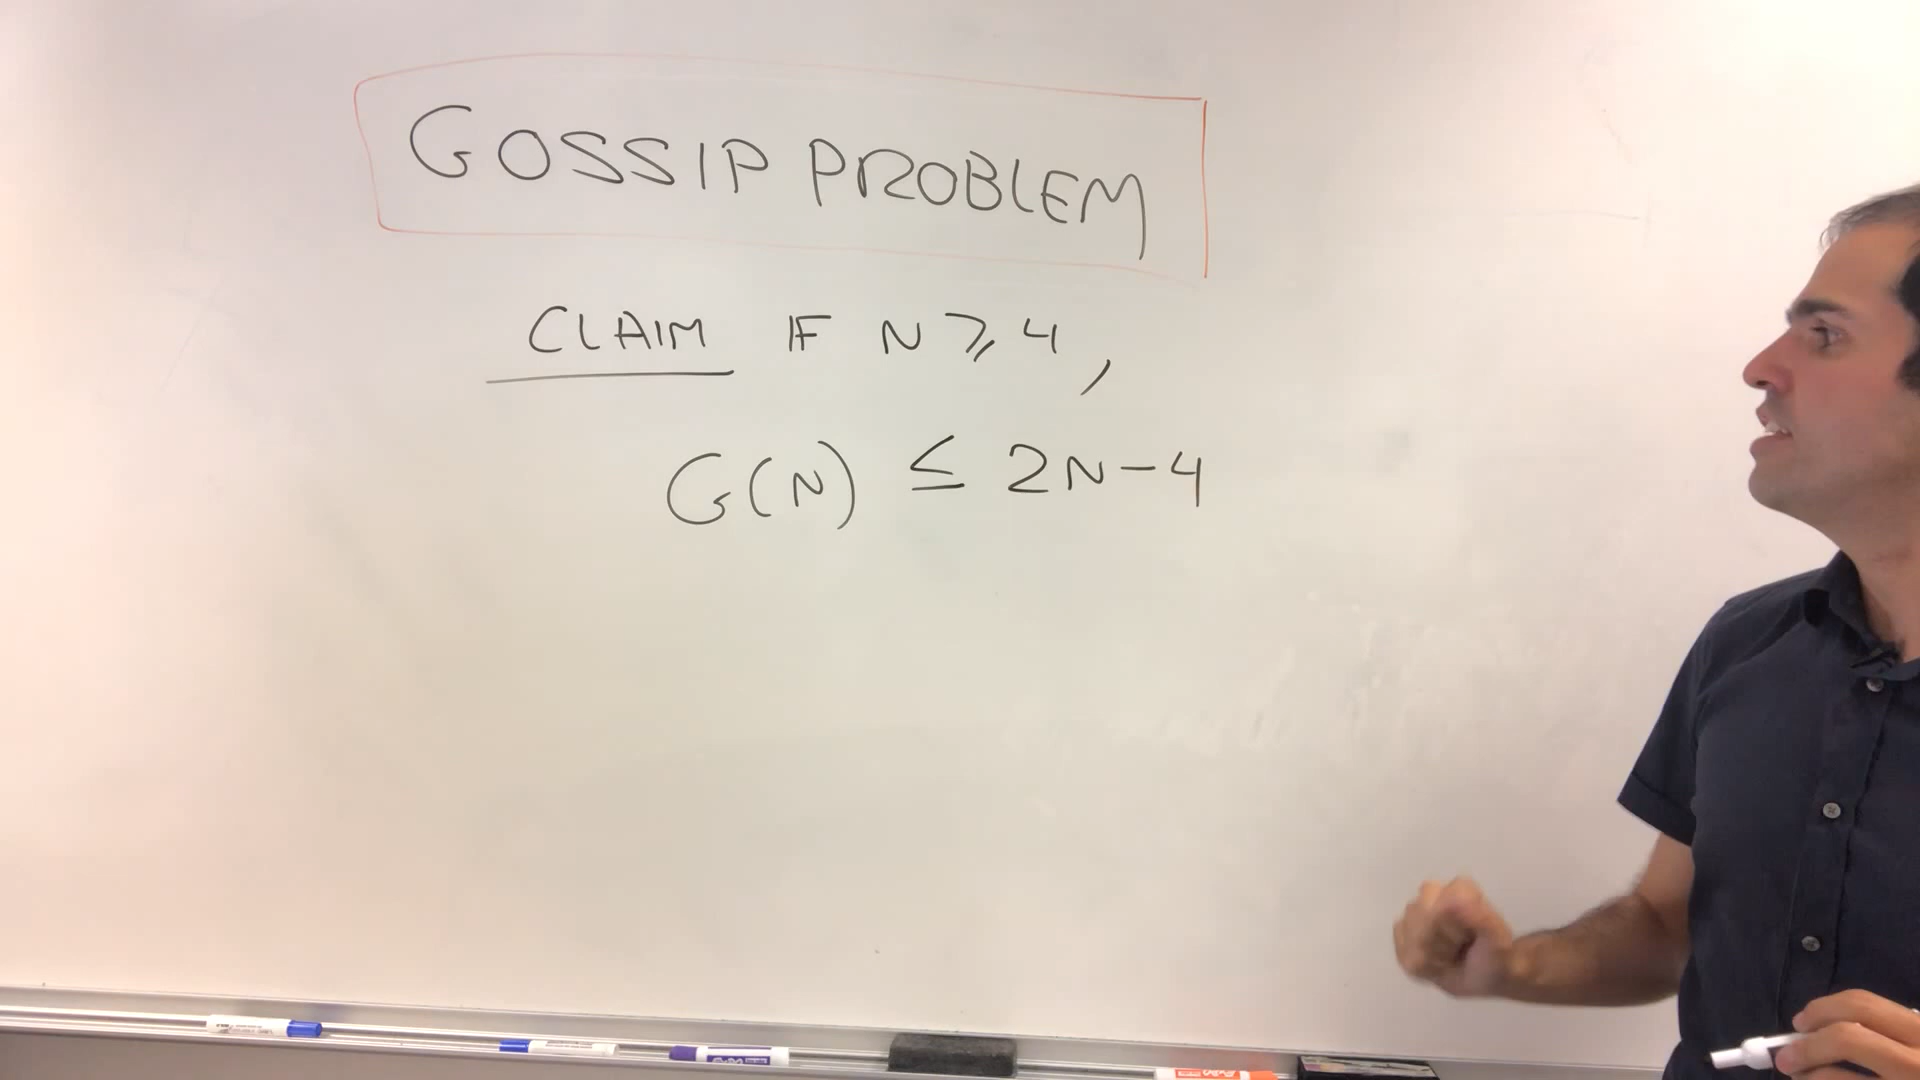 GOSSIP PROBLEM
CLAIM IF N ⩾ 4,
G(N) ≤ 2N-4